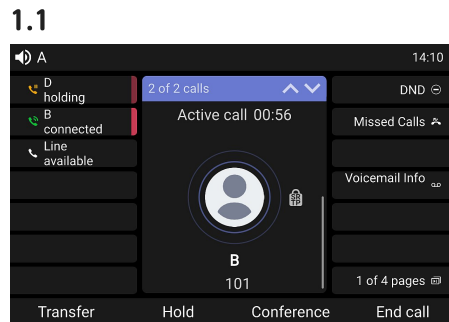 1.1
A
14:10
D
holding
2 of 2 calls
DND
B
connected
Active call 00:56
Missed Calls
Line
available
Voicemail Info
SRTP
B
101
1 of 4 pages
Transfer
Hold
Conference
End call